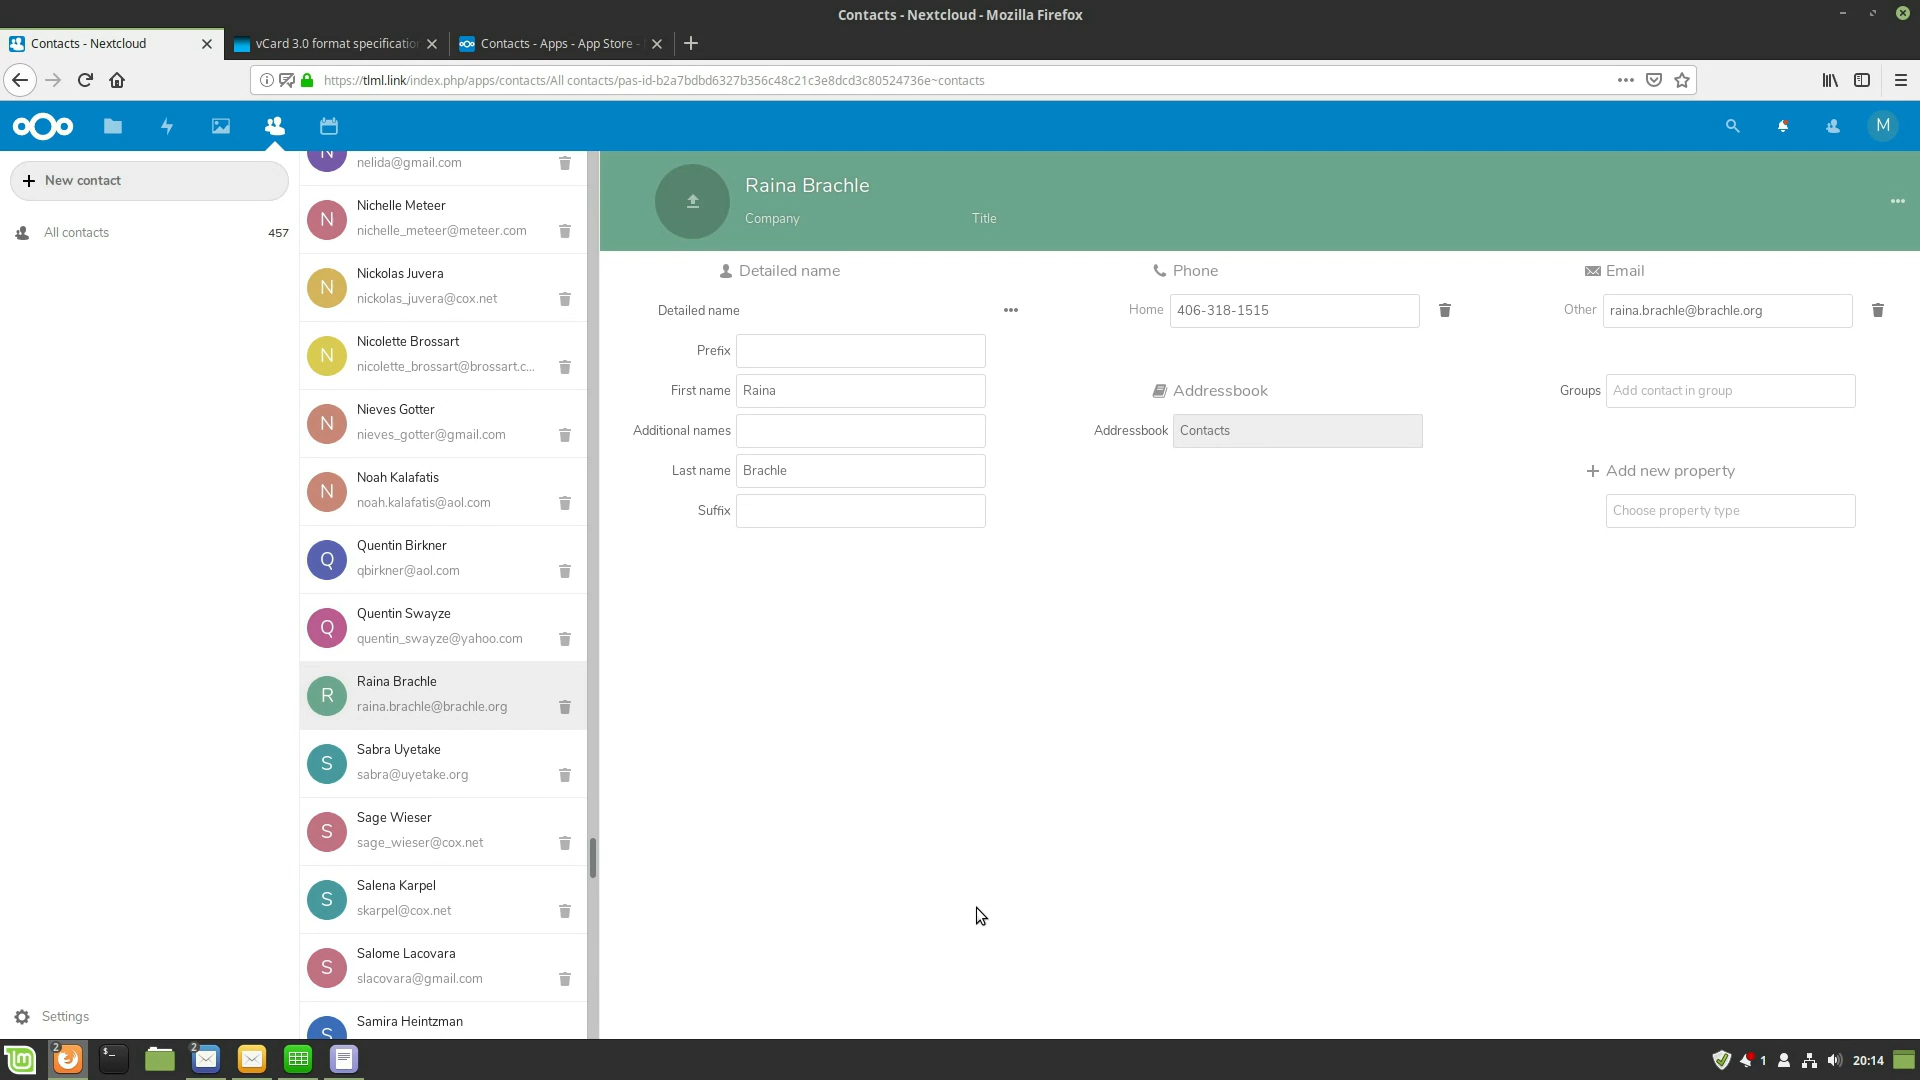 Contacts - Nextcloud - Mozilla Firefox
Contacts - Nextcloud
vCard 3.0 format specificatio
Contacts - Apps - App Store -
https://tlml.link/index.php/apps/contacts/All contacts/pas-id-b2a7bdbd6327b356c48c21c3e8dcd3c80524736e~contacts
M
New contact
All contacts
457
Settings
N
nelida@gmail.com
N
Nichelle Meteer
nichelle_meteer@meteer.com
N
Nickolas Juvera
nickolas_juvera@cox.net
N
Nicolette Brossart
nicolette_brossart@brossart.c...
N
Nieves Gotter
nieves_gotter@gmail.com
N
Noah Kalafatis
noah.kalafatis@aol.com
Q
Quentin Birkner
qbirkner@aol.com
Q
Quentin Swayze
quentin_swayze@yahoo.com
R
Raina Brachle
raina.brachle@brachle.org
S
Sabra Uyetake
sabra@uyetake.org
S
Sage Wieser
sage_wieser@cox.net
S
Salena Karpel
skarpel@cox.net
S
Salome Lacovara
slacovara@gmail.com
S
Samira Heintzman
Raina Brachle
Company
Title
Detailed name
Detailed name
Prefix
First name
Raina
Additional names
Last name
Brachle
Suffix
Phone
Home
406-318-1515
Addressbook
Addressbook
Contacts
Email
Other
raina.brachle@brachle.org
Groups
Add contact in group
Add new property
Choose property type
2
2
1
20:14